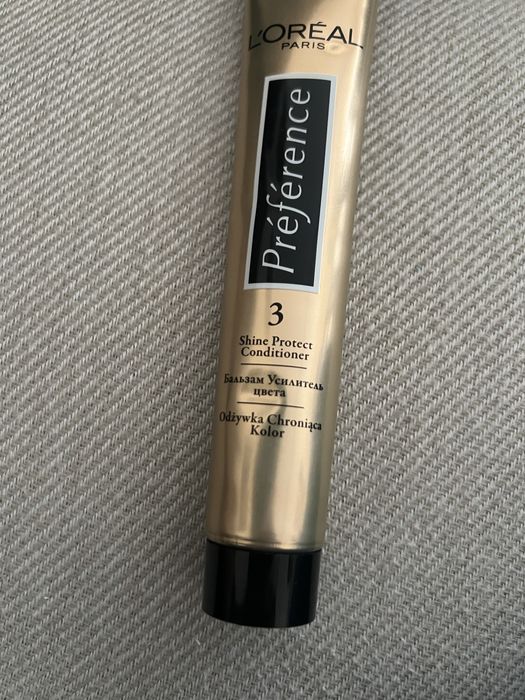 L'ORÉAL
PARIS
Préférence
3
Shine Protect
Conditioner
Бальзам Усилитель
цвета
Odżywka Chroniąca
Kolor